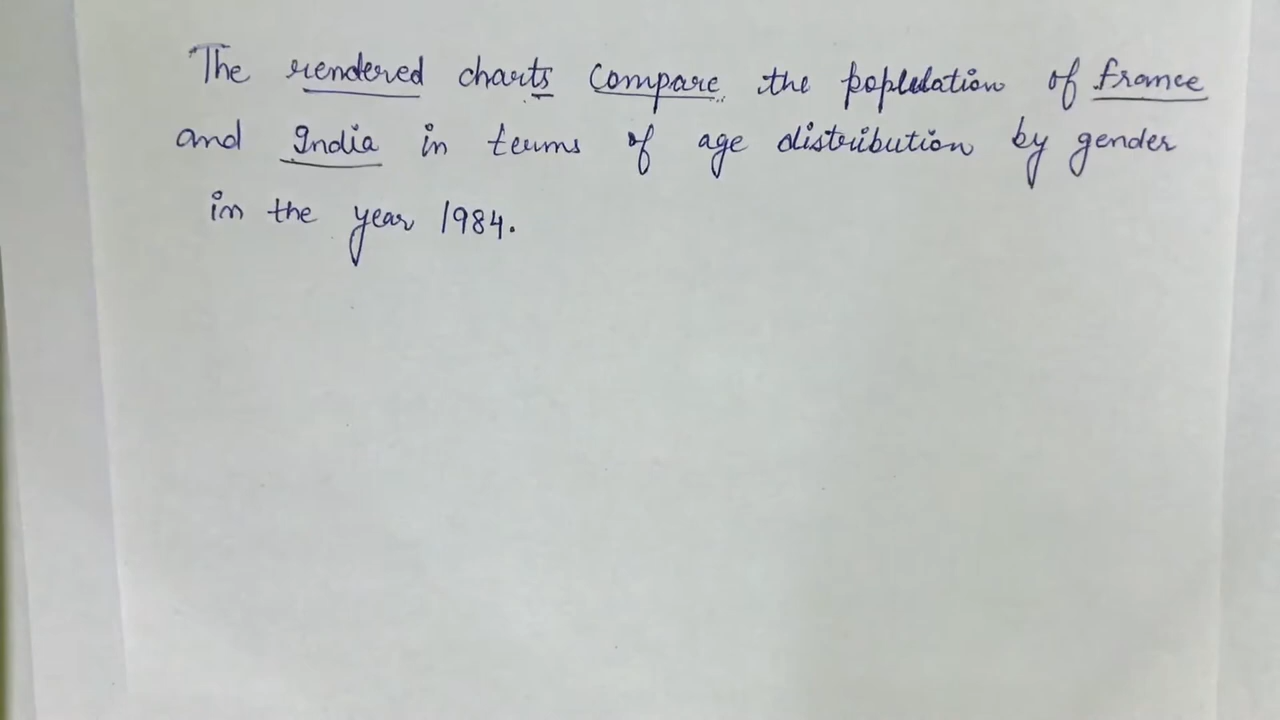 The rendered charts compare the poplulation of france
and India in terms of age distribution by gender
in the year 1984.